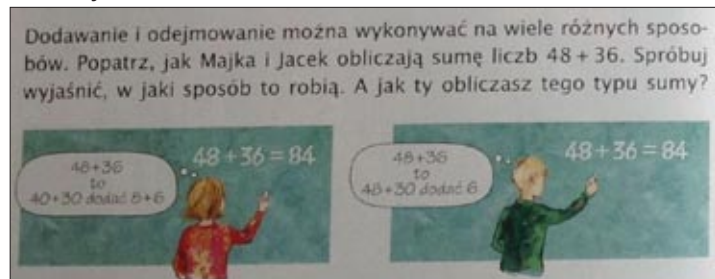 Dodawanie i odejmowanie można wykonywać na wiele różnych sposo-
bów. Popatrz, jak Majka i Jacek obliczają sumę liczb 48 + 36. Spróbuj
wyjaśnić, w jaki sposób to robią. A jak ty obliczasz tego typu sumy?
48+36
to
40+30 dodać 8+6
48+36=84
48+36
to
48+30 dodać 6
48+36=84